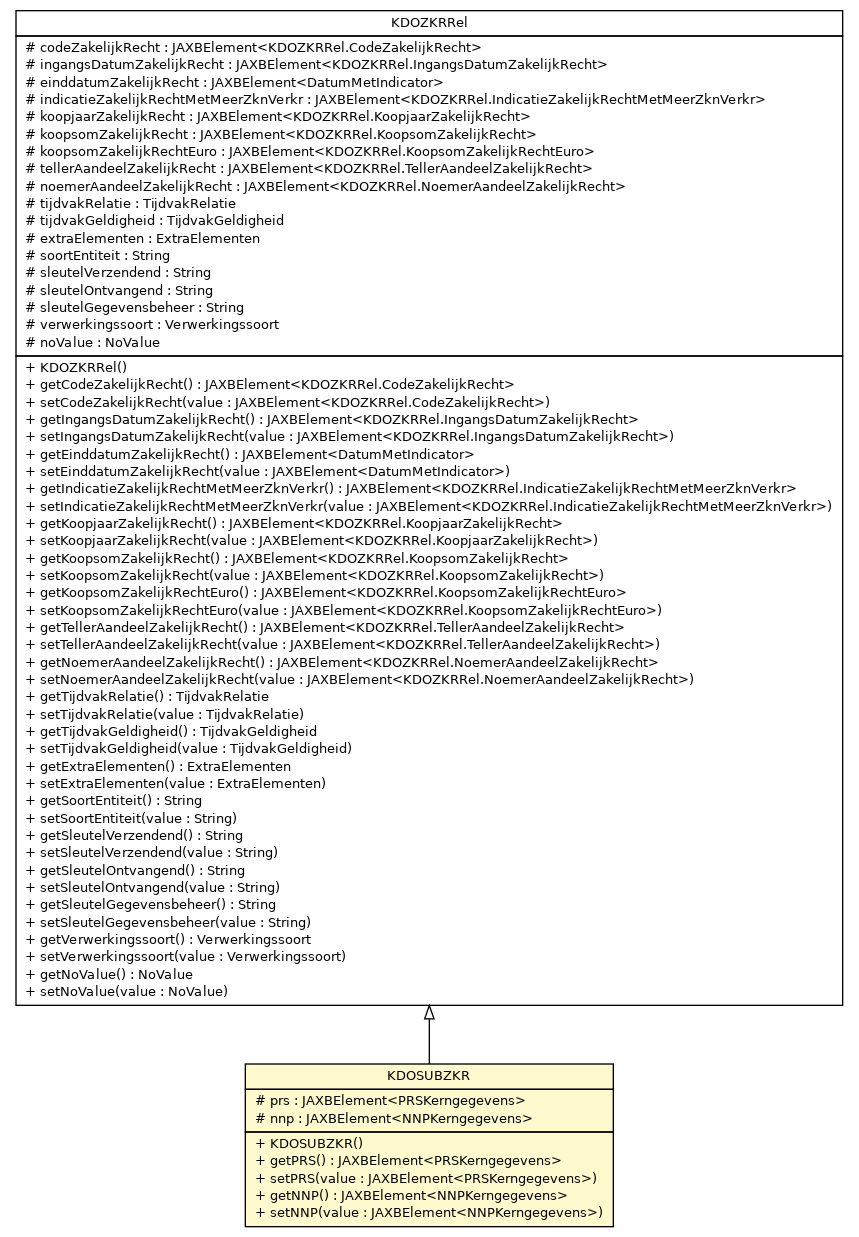 KDOZKRRel
# codeZakelijkRecht : JAXBElement<KDOZKRRel.CodeZakelijkRecht>
# ingangsDatumZakelijkRecht : JAXBElement<KDOZKRRel.IngangsDatumZakelijkRecht>
# einddatumZakelijkRecht : JAXBElement<DatumMetIndicator>
# indicatieZakelijkRechtMetMeerZknVerkr : JAXBElement<KDOZKRRel.IndicatieZakelijkRechtMetMeerZknVerkr>
# koopjaarZakelijkRecht : JAXBElement<KDOZKRRel.KoopjaarZakelijkRecht>
# koopsomZakelijkRecht : JAXBElement<KDOZKRRel.KoopsomZakelijkRecht>
# koopsomZakelijkRechtEuro : JAXBElement<KDOZKRRel.KoopsomZakelijkRechtEuro>
# tellerAandeelZakelijkRecht : JAXBElement<KDOZKRRel.TellerAandeelZakelijkRecht>
# noemerAandeelZakelijkRecht : JAXBElement<KDOZKRRel.NoemerAandeelZakelijkRecht>
# tijdvakRelatie : TijdvakRelatie
# tijdvakGeldigheid : TijdvakGeldigheid
# extraElementen : ExtraElementen
# soortEntiteit : String
# sleutelVerzendend : String
# sleutelOntvangend : String
# sleutelGegevensbeheer : String
# verwerkingssoort : Verwerkingssoort
# noValue : NoValue
+ KDOZKRRel()
+ getCodeZakelijkRecht() : JAXBElement<KDOZKRRel.CodeZakelijkRecht>
+ setCodeZakelijkRecht(value : JAXBElement<KDOZKRRel.CodeZakelijkRecht>)
+ getIngangsDatumZakelijkRecht() : JAXBElement<KDOZKRRel.IngangsDatumZakelijkRecht>
+ setIngangsDatumZakelijkRecht(value : JAXBElement<KDOZKRRel.IngangsDatumZakelijkRecht>)
+ getEinddatumZakelijkRecht() : JAXBElement<DatumMetIndicator>
+ setEinddatumZakelijkRecht(value : JAXBElement<DatumMetIndicator>)
+ getIndicatieZakelijkRechtMetMeerZknVerkr() : JAXBElement<KDOZKRRel.IndicatieZakelijkRechtMetMeerZknVerkr>
+ setIndicatieZakelijkRechtMetMeerZknVerkr(value : JAXBElement<KDOZKRRel.IndicatieZakelijkRechtMetMeerZknVerkr>)
+ getKoopjaarZakelijkRecht() : JAXBElement<KDOZKRRel.KoopjaarZakelijkRecht>
+ setKoopjaarZakelijkRecht(value : JAXBElement<KDOZKRRel.KoopjaarZakelijkRecht>)
+ getKoopsomZakelijkRecht() : JAXBElement<KDOZKRRel.KoopsomZakelijkRecht>
+ setKoopsomZakelijkRecht(value : JAXBElement<KDOZKRRel.KoopsomZakelijkRecht>)
+ getKoopsomZakelijkRechtEuro() : JAXBElement<KDOZKRRel.KoopsomZakelijkRechtEuro>
+ setKoopsomZakelijkRechtEuro(value : JAXBElement<KDOZKRRel.KoopsomZakelijkRechtEuro>)
+ getTellerAandeelZakelijkRecht() : JAXBElement<KDOZKRRel.TellerAandeelZakelijkRecht>
+ setTellerAandeelZakelijkRecht(value : JAXBElement<KDOZKRRel.TellerAandeelZakelijkRecht>)
+ getNoemerAandeelZakelijkRecht() : JAXBElement<KDOZKRRel.NoemerAandeelZakelijkRecht>
+ setNoemerAandeelZakelijkRecht(value : JAXBElement<KDOZKRRel.NoemerAandeelZakelijkRecht>)
+ getTijdvakRelatie() : TijdvakRelatie
+ setTijdvakRelatie(value : TijdvakRelatie)
+ getTijdvakGeldigheid() : TijdvakGeldigheid
+ setTijdvakGeldigheid(value : TijdvakGeldigheid)
+ getExtraElementen() : ExtraElementen
+ setExtraElementen(value : ExtraElementen)
+ getSoortEntiteit() : String
+ setSoortEntiteit(value : String)
+ getSleutelVerzendend() : String
+ setSleutelVerzendend(value : String)
+ getSleutelOntvangend() : String
+ setSleutelOntvangend(value : String)
+ getSleutelGegevensbeheer() : String
+ setSleutelGegevensbeheer(value : String)
+ getVerwerkingssoort() : Verwerkingssoort
+ setVerwerkingssoort(value : Verwerkingssoort)
+ getNoValue() : NoValue
+ setNoValue(value : NoValue)
KDOSUBZKR
# prs : JAXBElement<PRSKerngegevens>
# nnp : JAXBElement<NNPKerngegevens>
+ KDOSUBZKR()
+ getPRS() : JAXBElement<PRSKerngegevens>
+ setPRS(value : JAXBElement<PRSKerngegevens>)
+ getNNP() : JAXBElement<NNPKerngegevens>
+ setNNP(value : JAXBElement<NNPKerngegevens>)